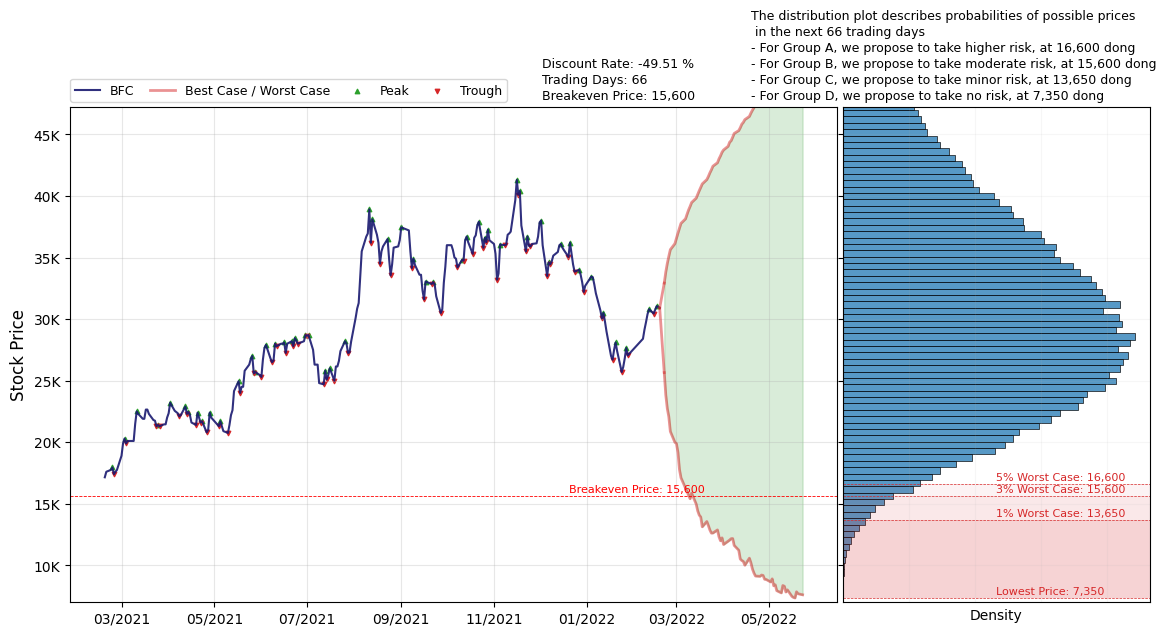 The distribution plot describes probabilities of possible prices
in the next 66 trading days
- For Group A, we propose to take higher risk, at 16,600 dong
- For Group B, we propose to take moderate risk, at 15,600 dong
- For Group C, we propose to take minor risk, at 13,650 dong
- For Group D, we propose to take no risk, at 7,350 dong
Discount Rate: -49.51 %
Trading Days: 66
Breakeven Price: 15,600
BFC
Best Case / Worst Case
Peak
Trough
Stock Price
45K
40K
35K
30K
25K
20K
15K
10K
Breakeven Price: 15,600
5% Worst Case: 16,600
3% Worst Case: 15,600
1% Worst Case: 13,650
Lowest Price: 7,350
03/2021
05/2021
07/2021
09/2021
11/2021
01/2022
03/2022
05/2022
Density